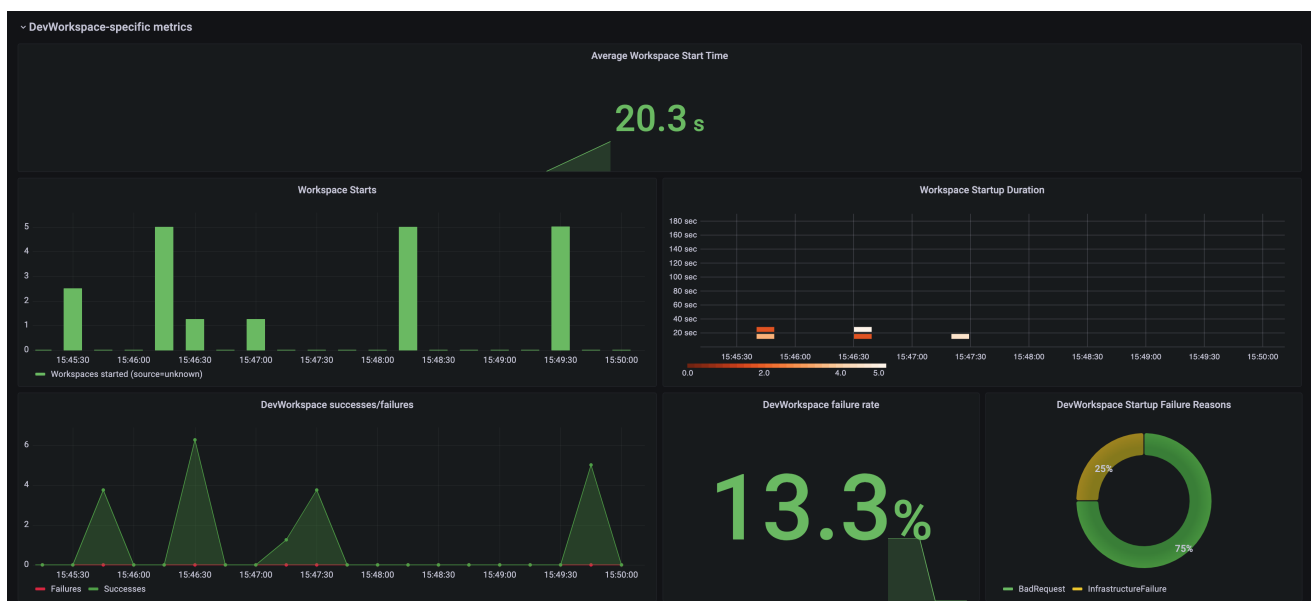 DevWorkspace-specific metrics
Average Workspace Start Time
20.3 s
Workspace Starts
5
4
3
2
1
0
15:45:30 15:46:00 15:46:30 15:47:00 15:47:30 15:48:00 15:48:30 15:49:00 15:49:30 15:50:00
Workspaces started (source=unknown)
Workspace Startup Duration
180 sec
160 sec
140 sec
120 sec
100 sec
80 sec
60 sec
40 sec
20 sec
15:45:30 15:46:00 15:46:30 15:47:00 15:47:30 15:48:00 15:48:30 15:49:00 15:49:30 15:50:00
0.0 2.0 4.0 5.0
DevWorkspace successes/failures
6
4
2
0
15:45:30 15:46:00 15:46:30 15:47:00 15:47:30 15:48:00 15:48:30 15:49:00 15:49:30 15:50:00
Failures Successes
DevWorkspace failure rate
13.3%
DevWorkspace Startup Failure Reasons
25%
75%
BadRequest InfrastructureFailure